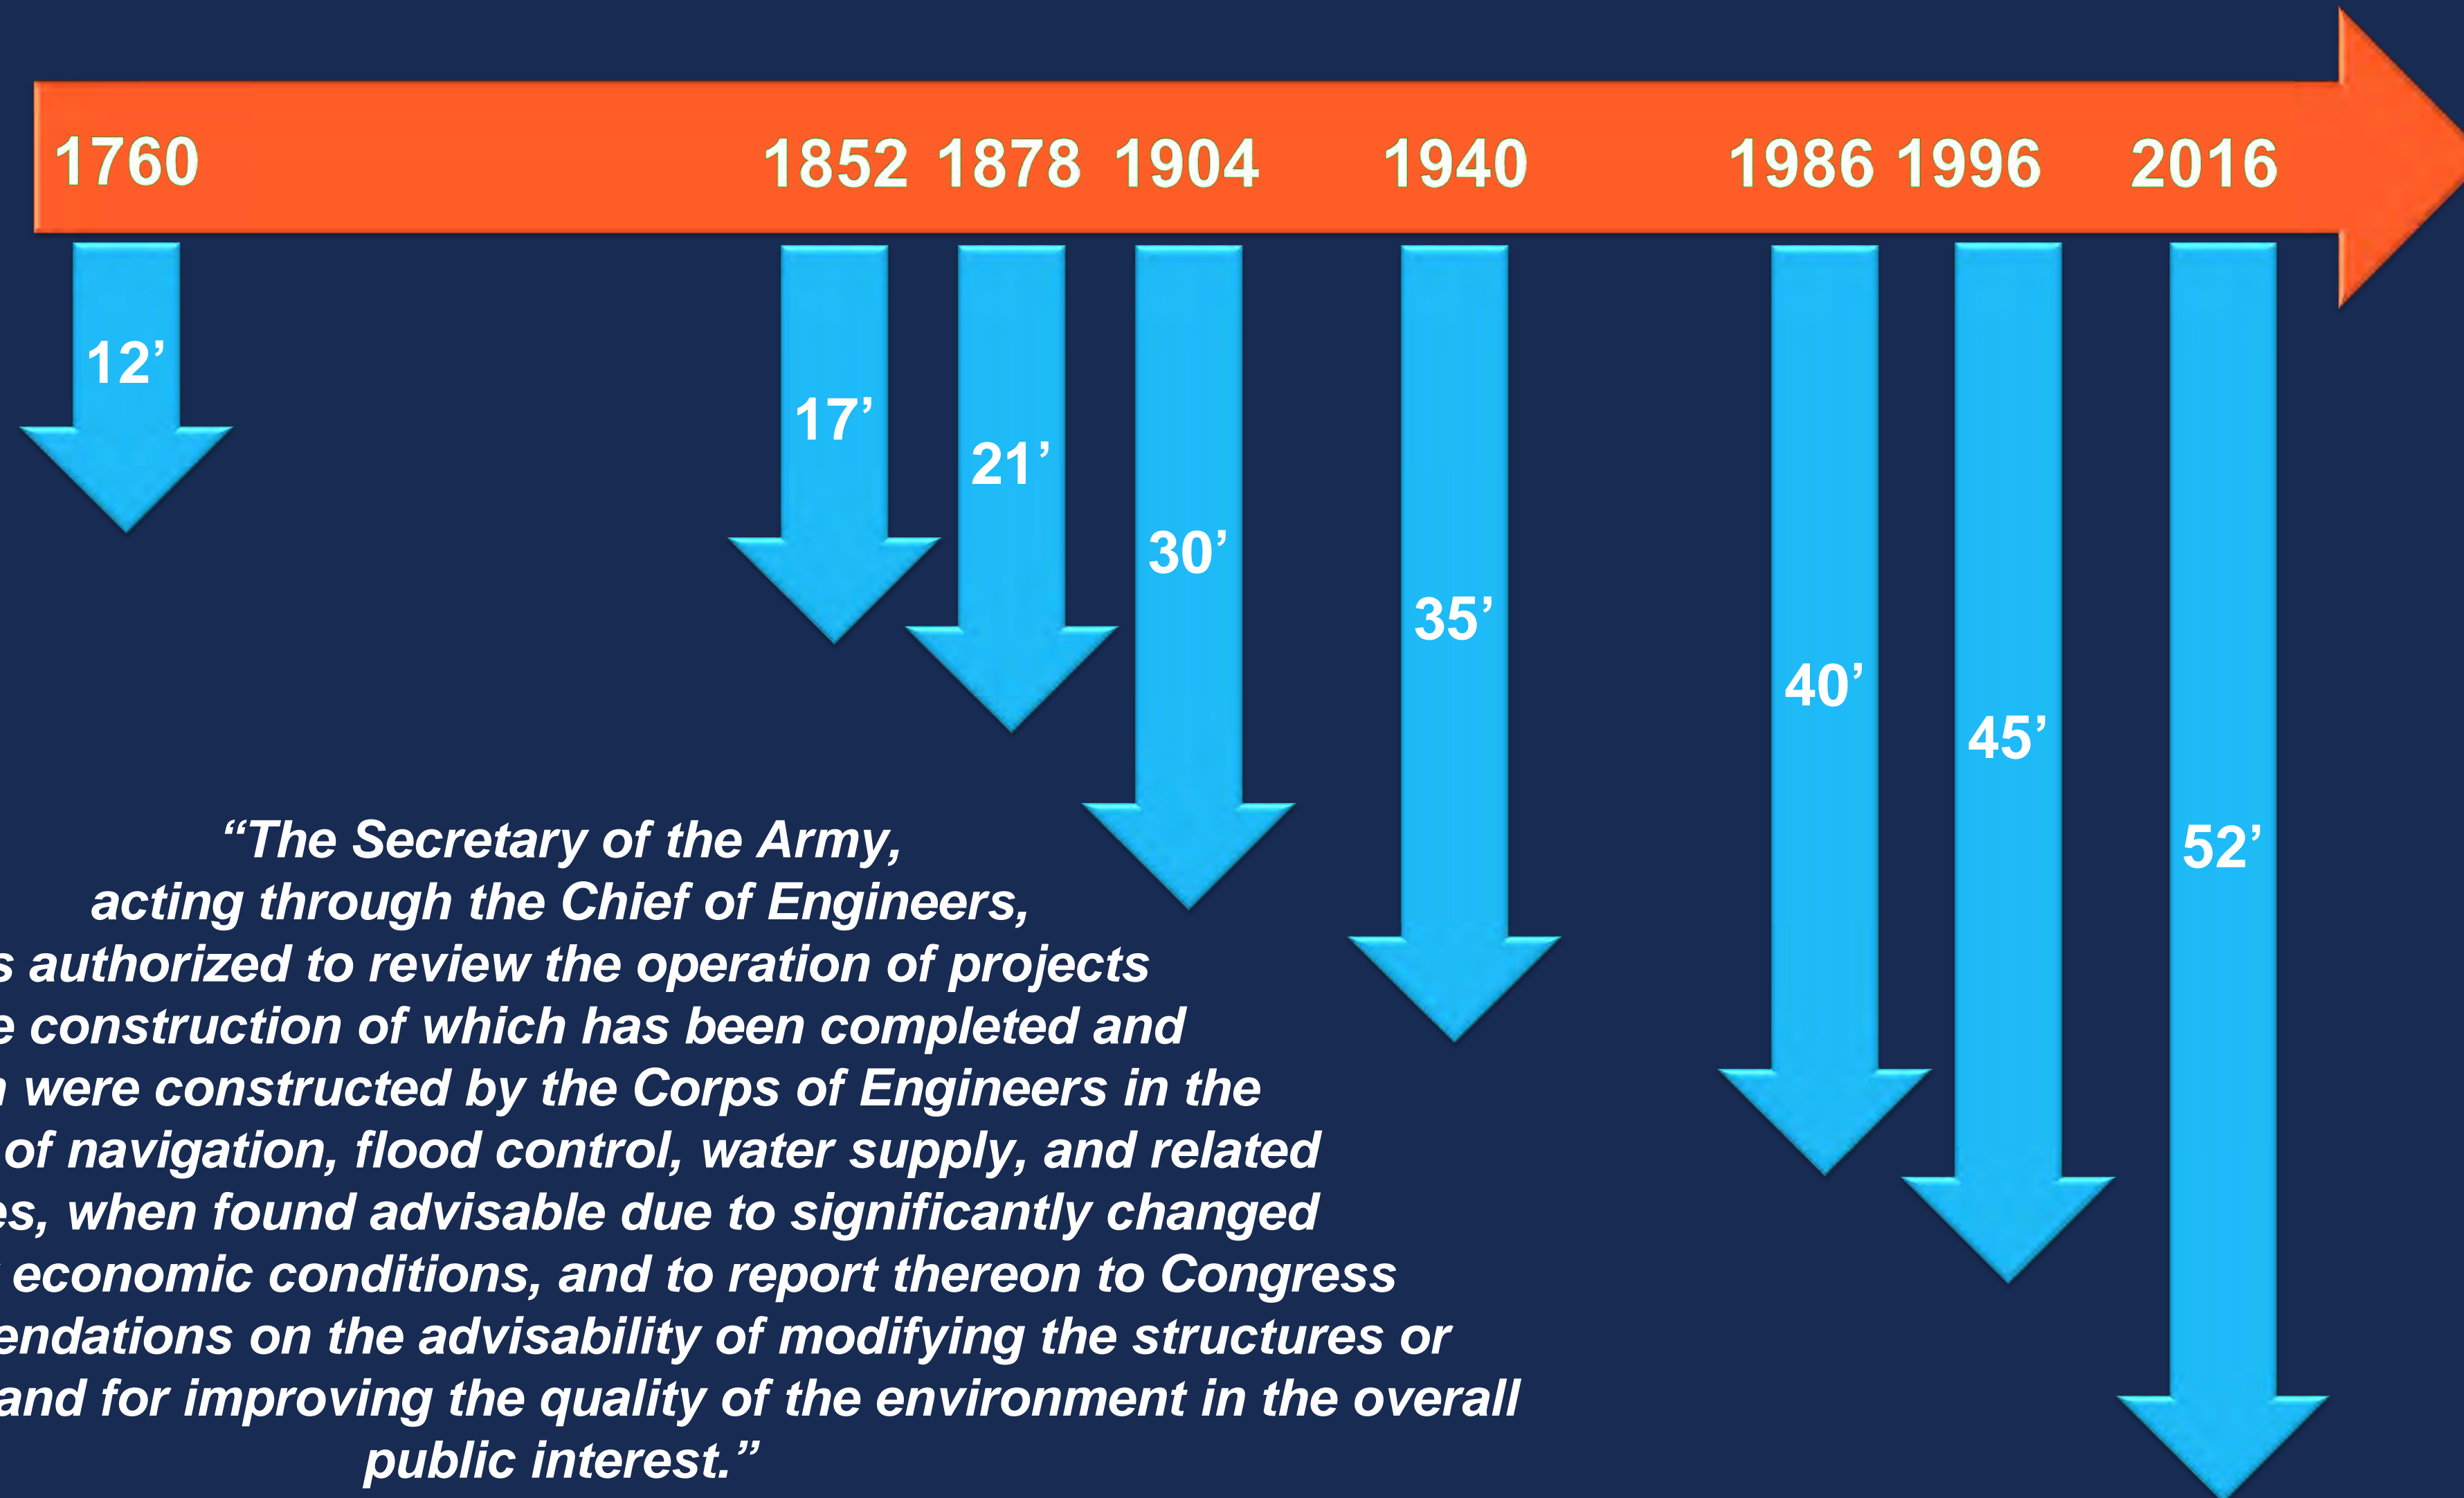 1760 1852 1878 1904 1940 1986 1996 2016
12’
17’
21’
30’
35’
40’
45’
52’
“The Secretary of the Army,
acting through the Chief of Engineers,
s authorized to review the operation of projects
e construction of which has been completed and
were constructed by the Corps of Engineers in the
of navigation, flood control, water supply, and related
es, when found advisable due to significantly changed
economic conditions, and to report thereon to Congress
endations on the advisability of modifying the structures or
and for improving the quality of the environment in the overall
public interest.”